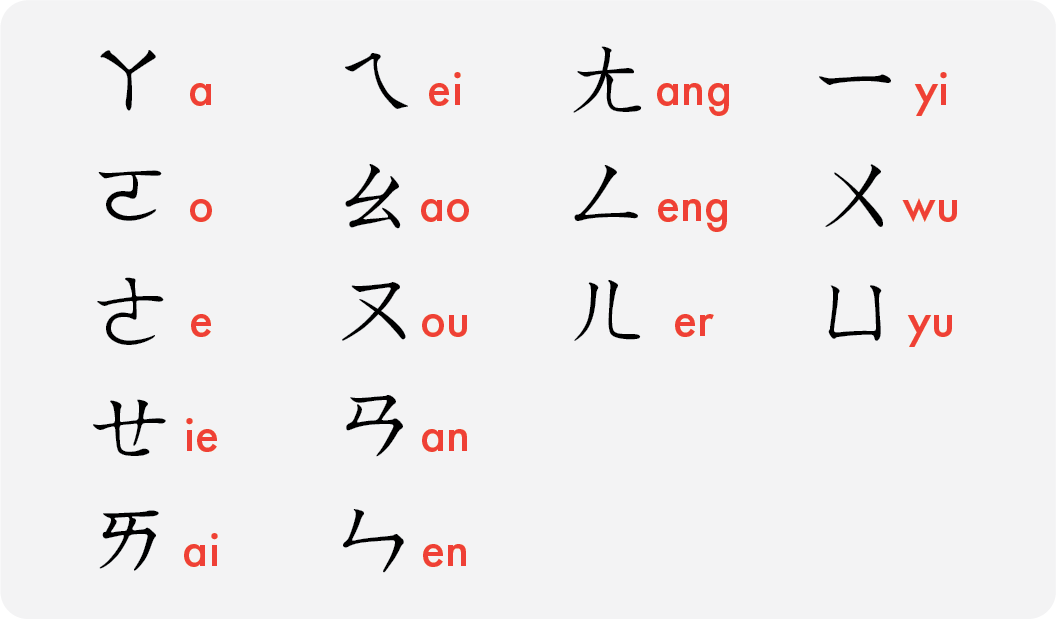 ㄚ a ㄟ ei ㄤ ang ㄧ yi
ㄛ o ㄠ ao ㄥ eng ㄨ wu
ㄜ e ㄡ ou ㄦ er ㄩ yu
ㄝ ie ㄢ an
ㄞ ai ㄣ en